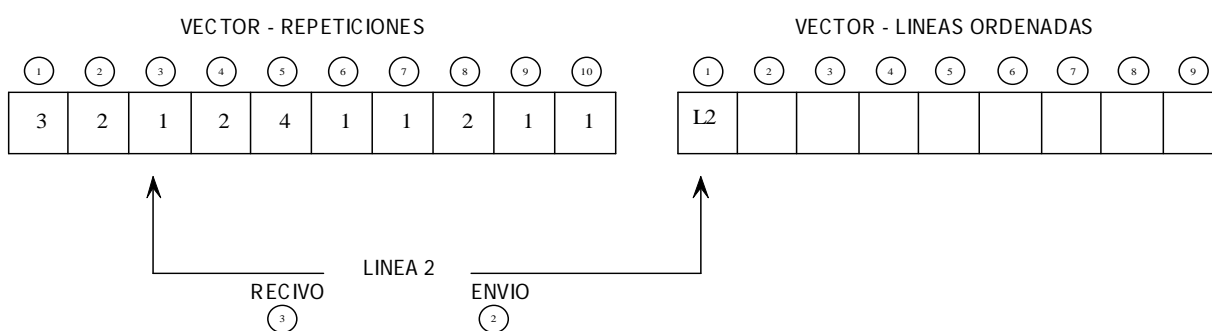 VECTOR - REPETICIONES
VECTOR - LINEAS ORDENADAS
1 2 3 4 5 6 7 8 9 10
1 2 3 4 5 6 7 8 9
3 2 1 2 4 1 1 2 1 1
L2
LINEA 2
RECIVO
ENVIO
3
2